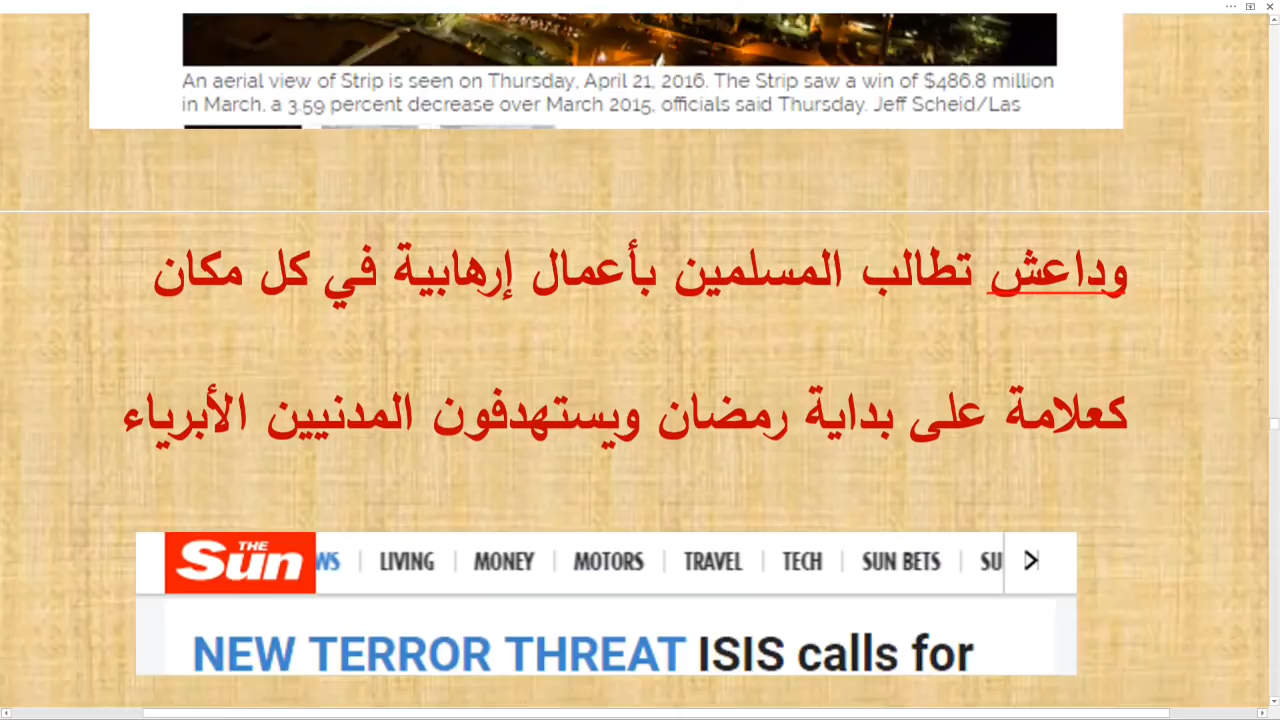 An aerial view of Strip is seen on Thursday, April 21, 2016. The Strip saw a win of $486.8 million
in March, a 3.59 percent decrease over March 2015, officials said Thursday. Jeff Scheid/Las
وداعش تطالب المسلمين بأعمال إرهابية في كل مكان
كعلامة على بداية رمضان ويستهدفون المدنيين الأبرياء
THE Sun WS | LIVING | MONEY | MOTORS | TRAVEL | TECH | SUN BETS | SU
NEW TERROR THREAT ISIS calls for